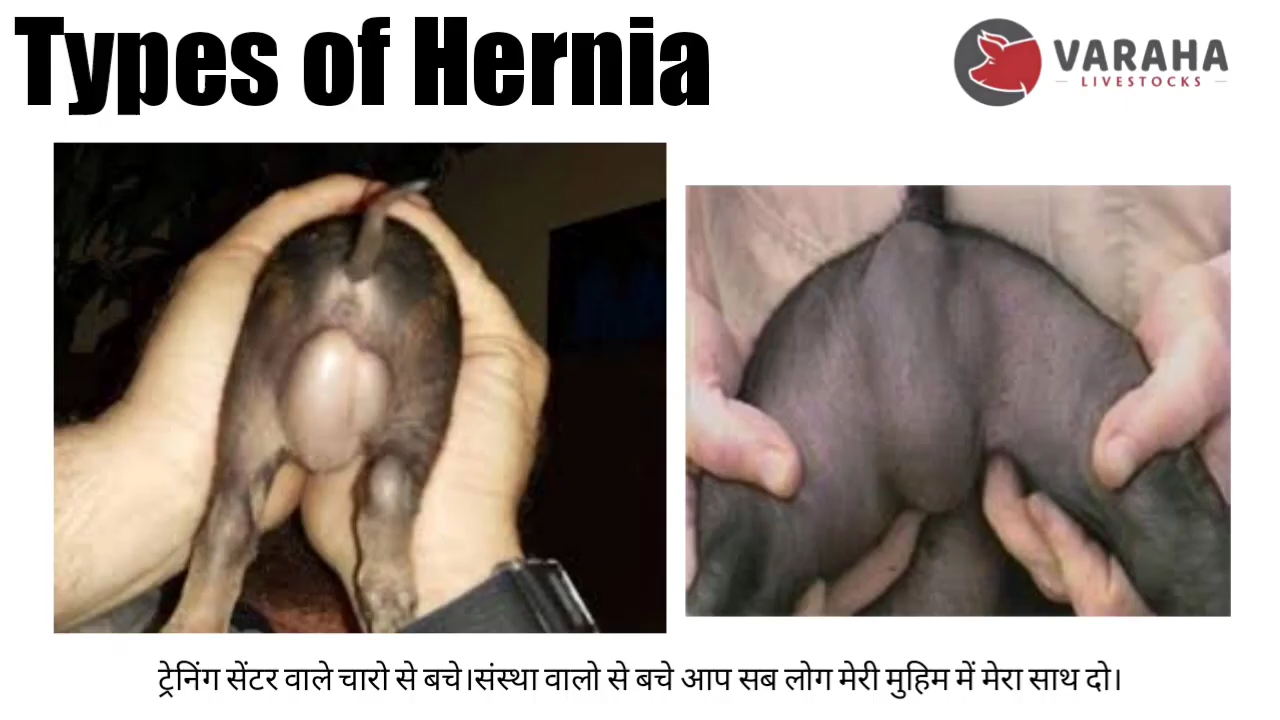 Types of Hernia
VARAHA
LIVESTOCKS
ट्रेनिंग सेंटर वाले चारो से बचे।संस्था वालो से बचे आप सब लोग मेरी मुहिम में मेरा साथ दो।